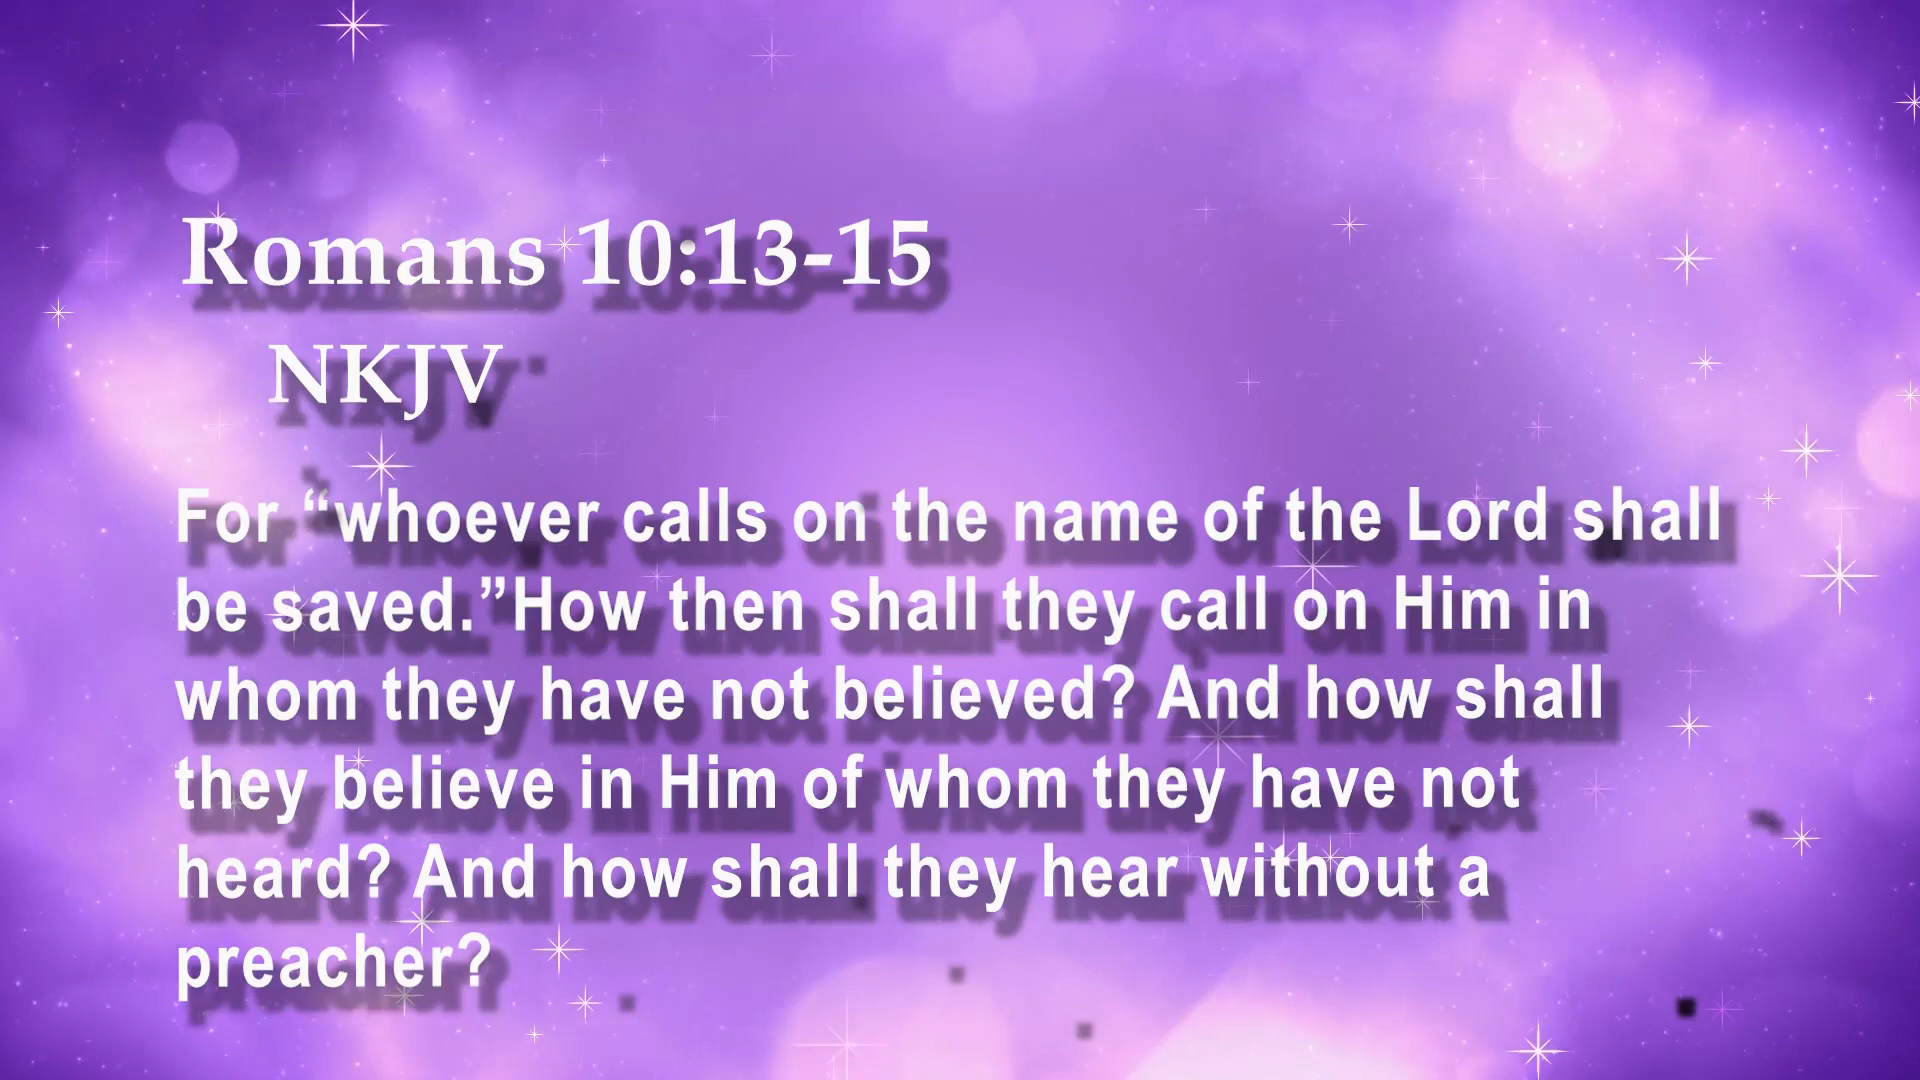 Romans 10:13-15
NKJV
For “whoever calls on the name of the Lord shall
be saved.”How then shall they call on Him in
whom they have not believed? And how shall
they believe in Him of whom they have not
heard? And how shall they hear without a
preacher?